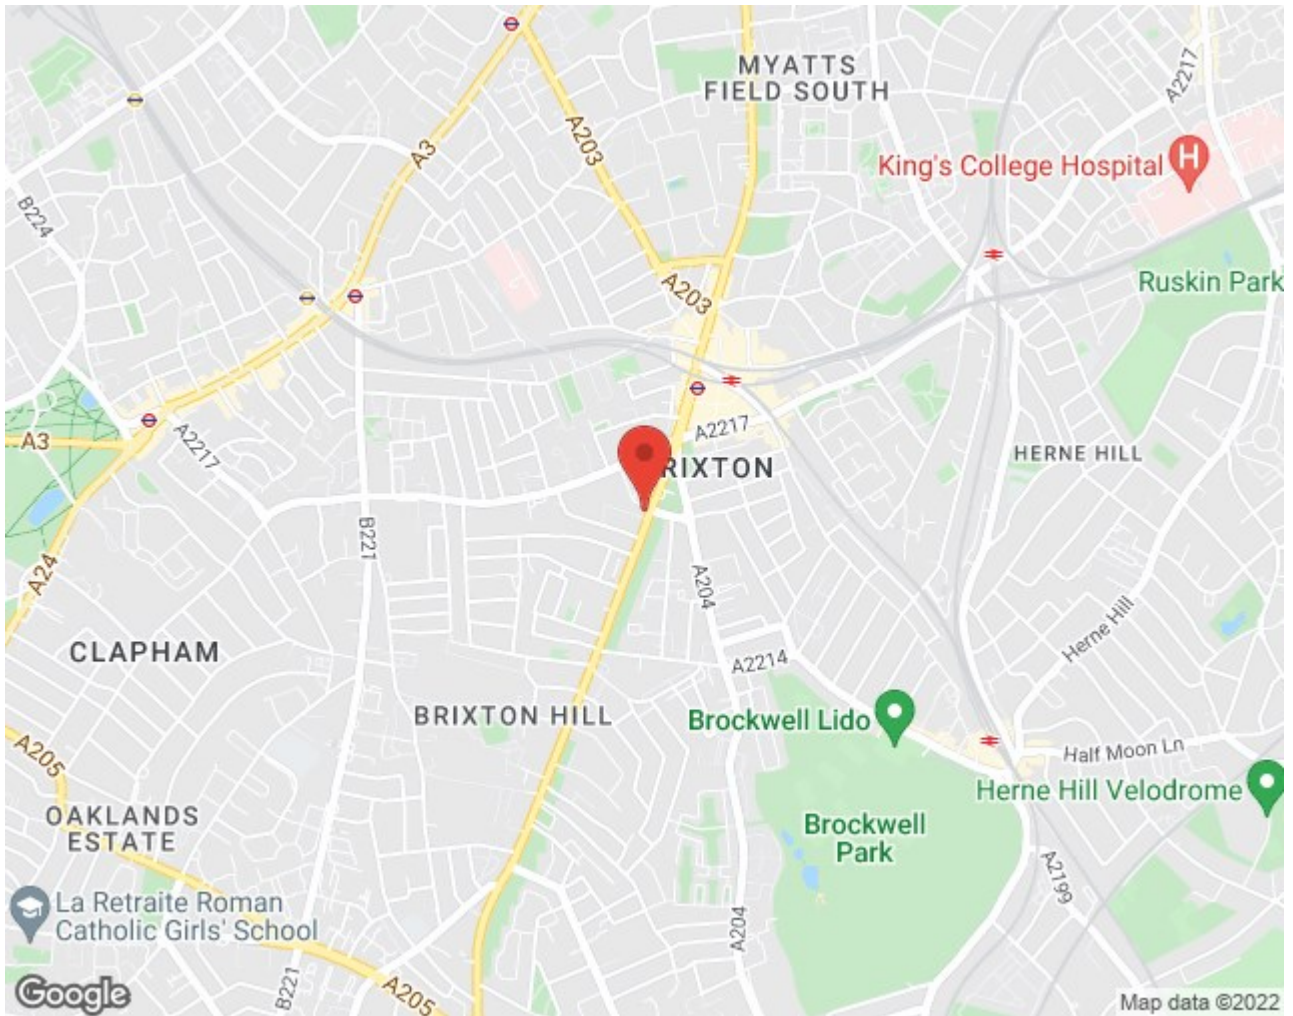 MYATTS
FIELD SOUTH
A2217
A203
A3
King's College Hospital
H
B224
Ruskin Park
A203
A3
A2217
A2217
RIXTON
HERNE HILL
B221
A24
A204
Herne Hill
CLAPHAM
A2214
BRIXTON HILL
Brockwell Lido
Half Moon Ln
A205
Herne Hill Velodrome
OAKLANDS
ESTATE
Brockwell
Park
A2199
La Retraite Roman
Catholic Girls' School
A204
B221
A205
Google
Map data ©2022